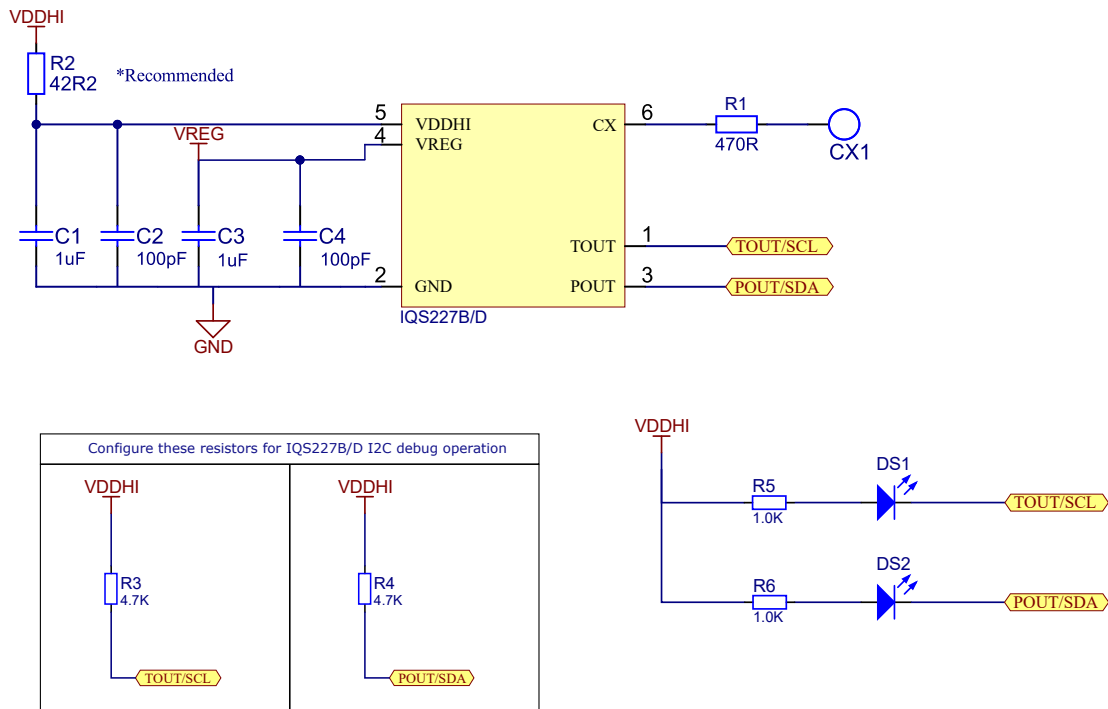 VDDHI
R2
42R2
*Recommended
VREG
5
4
VDDHI
VREG
CX
6
R1
470R
CX1
C1
1uF
C2
100pF
C3
1uF
C4
100pF
TOUT
1
TOUT/SCL
2
GND
POUT
3
POUT/SDA
IQS227B/D
GND
Configure these resistors for IQS227B/D I2C debug operation
VDDHI
R3
4.7K
TOUT/SCL
VDDHI
R4
4.7K
POUT/SDA
VDDHI
R5
1.0K
DS1
TOUT/SCL
R6
1.0K
DS2
POUT/SDA